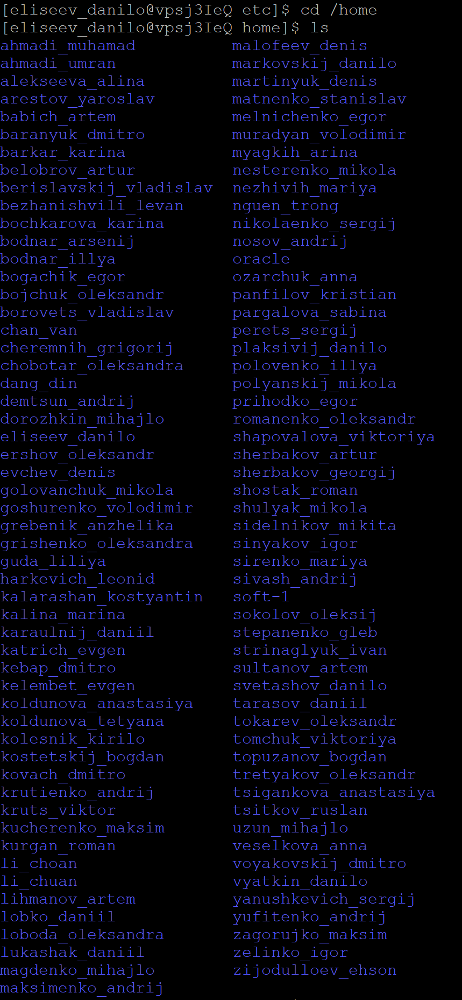 [eliseev_danilo@vpsj3IeQ etc]$ cd /home
[eliseev_danilo@vpsj3IeQ home]$ ls
ahmadi_muhamad malofeev_denis
ahmadi_umran markovskij_danilo
alekseeva_alina martinyuk_denis
arestov_yaroslav matnenko_stanislav
babich_artem melnichenko_egor
baranyuk_dmitro muradyan_volodimir
barkar_karina myagkih_arina
belobrov_artur nesterenko_mikola
berislavskij_vladislav nezhivih_mariya
bezhanishvili_levan nguen_trong
bochkarova_karina nikolaenko_sergij
bodnar_arsenij nosov_andrij
bodnar_illya oracle
bogachik_egor ozarchuk_anna
bojchuk_oleksandr panfilov_kristian
borovets_vladislav pargalova_sabina
chan_van perets_sergij
cheremnih_grigorij plaksivij_danilo
chobotar_oleksandra polovenko_illya
dang_din polyanskij_mikola
demtsun_andrij prihodko_egor
dorozhkin_mihajlo romanenko_oleksandr
eliseev_danilo shapovalova_viktoriya
ershov_oleksandr sherbakov_artur
evchev_denis sherbakov_georgij
golovanchuk_mikola shostak_roman
goshurenko_volodimir shulyak_mikola
grebenik_anzhelika sidelnikov_mikita
grishenko_oleksandra sinyakov_igor
guda_liliya sirenko_mariya
harkevich_leonid sivash_andrij
kalarashan_kostyantin soft-1
kalina_marina sokolov_oleksij
karaulnij_daniil stepanenko_gleb
katrich_evgen strinaglyuk_ivan
kebap_dmitro sultanov_artem
kelembet_evgen svetashov_danilo
koldunova_anastasiya tarasov_daniil
koldunova_tetyana tokarev_oleksandr
kolesnik_kirilo tomchuk_viktoriya
kostetskij_bogdan topuzanov_bogdan
kovach_dmitro tretyakov_oleksandr
krutienko_andrij tsigankova_anastasiya
kruts_viktor tsitkov_ruslan
kucherenko_maksim uzun_mihajlo
kurgan_roman veselkova_anna
li_choan voyakovskij_dmitro
li_chuan vyatkin_danilo
lihmanov_artem yanushkevich_sergij
lobko_daniil yufitenko_andrij
loboda_oleksandra zagorujko_maksim
lukashak_daniil zelinko_igor
magdenko_mihajlo zijodulloev_ehson
maksimenko_andrij